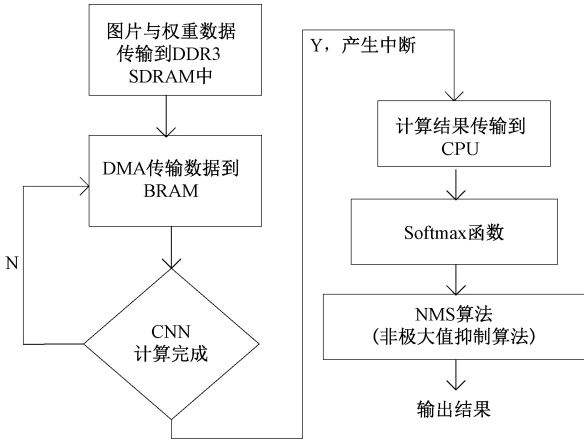 图片与权重数据
传输到DDR3
SDRAM中
DMA传输数据到
BRAM
N
CNN
计算完成
Y，产生中断
计算结果传输到
CPU
Softmax函数
NMS算法
(非极大值抑制算法)
输出结果